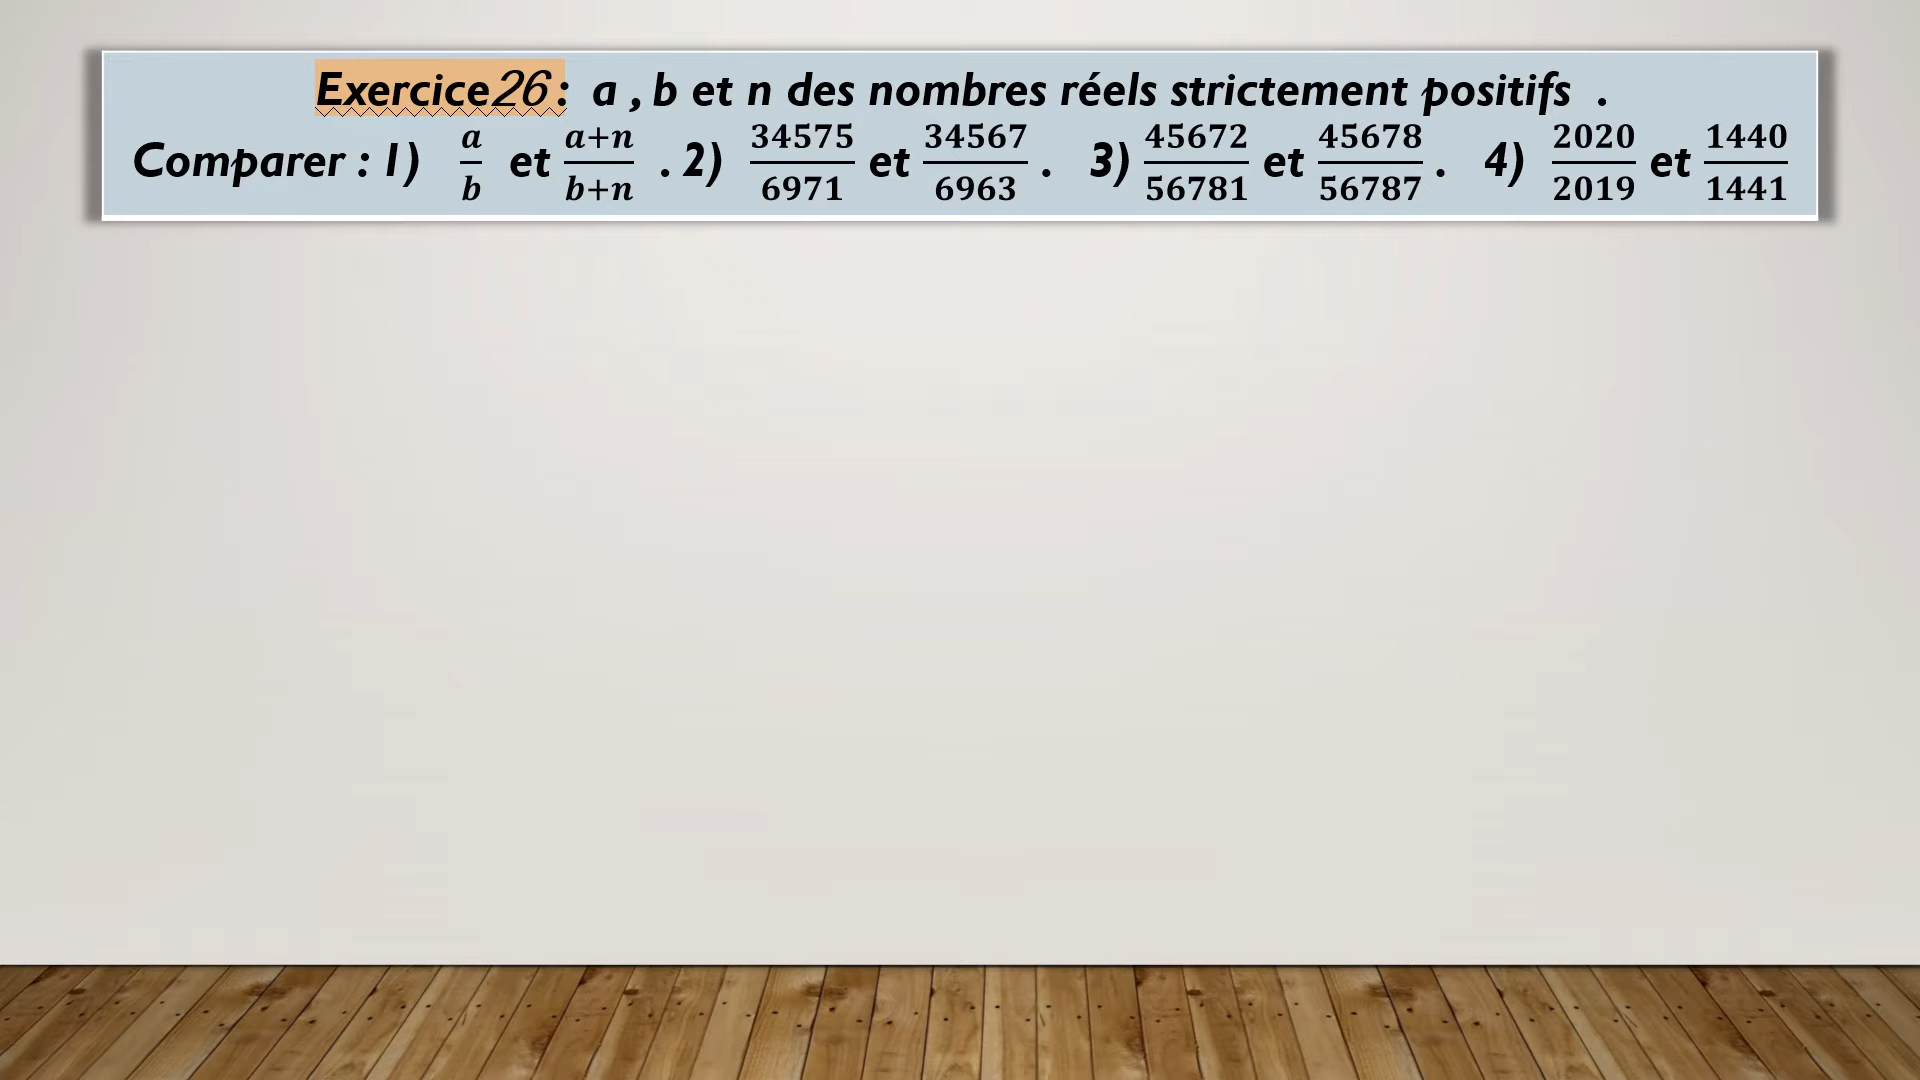 Exercice26 : a , b et n des nombres réels strictement positifs .
Comparer : 1) a/b et a+n/b+n . 2) 34575/6971 et 34567/6963 . 3) 45672/56781 et 45678/56787 . 4) 2020/2019 et 1440/1441